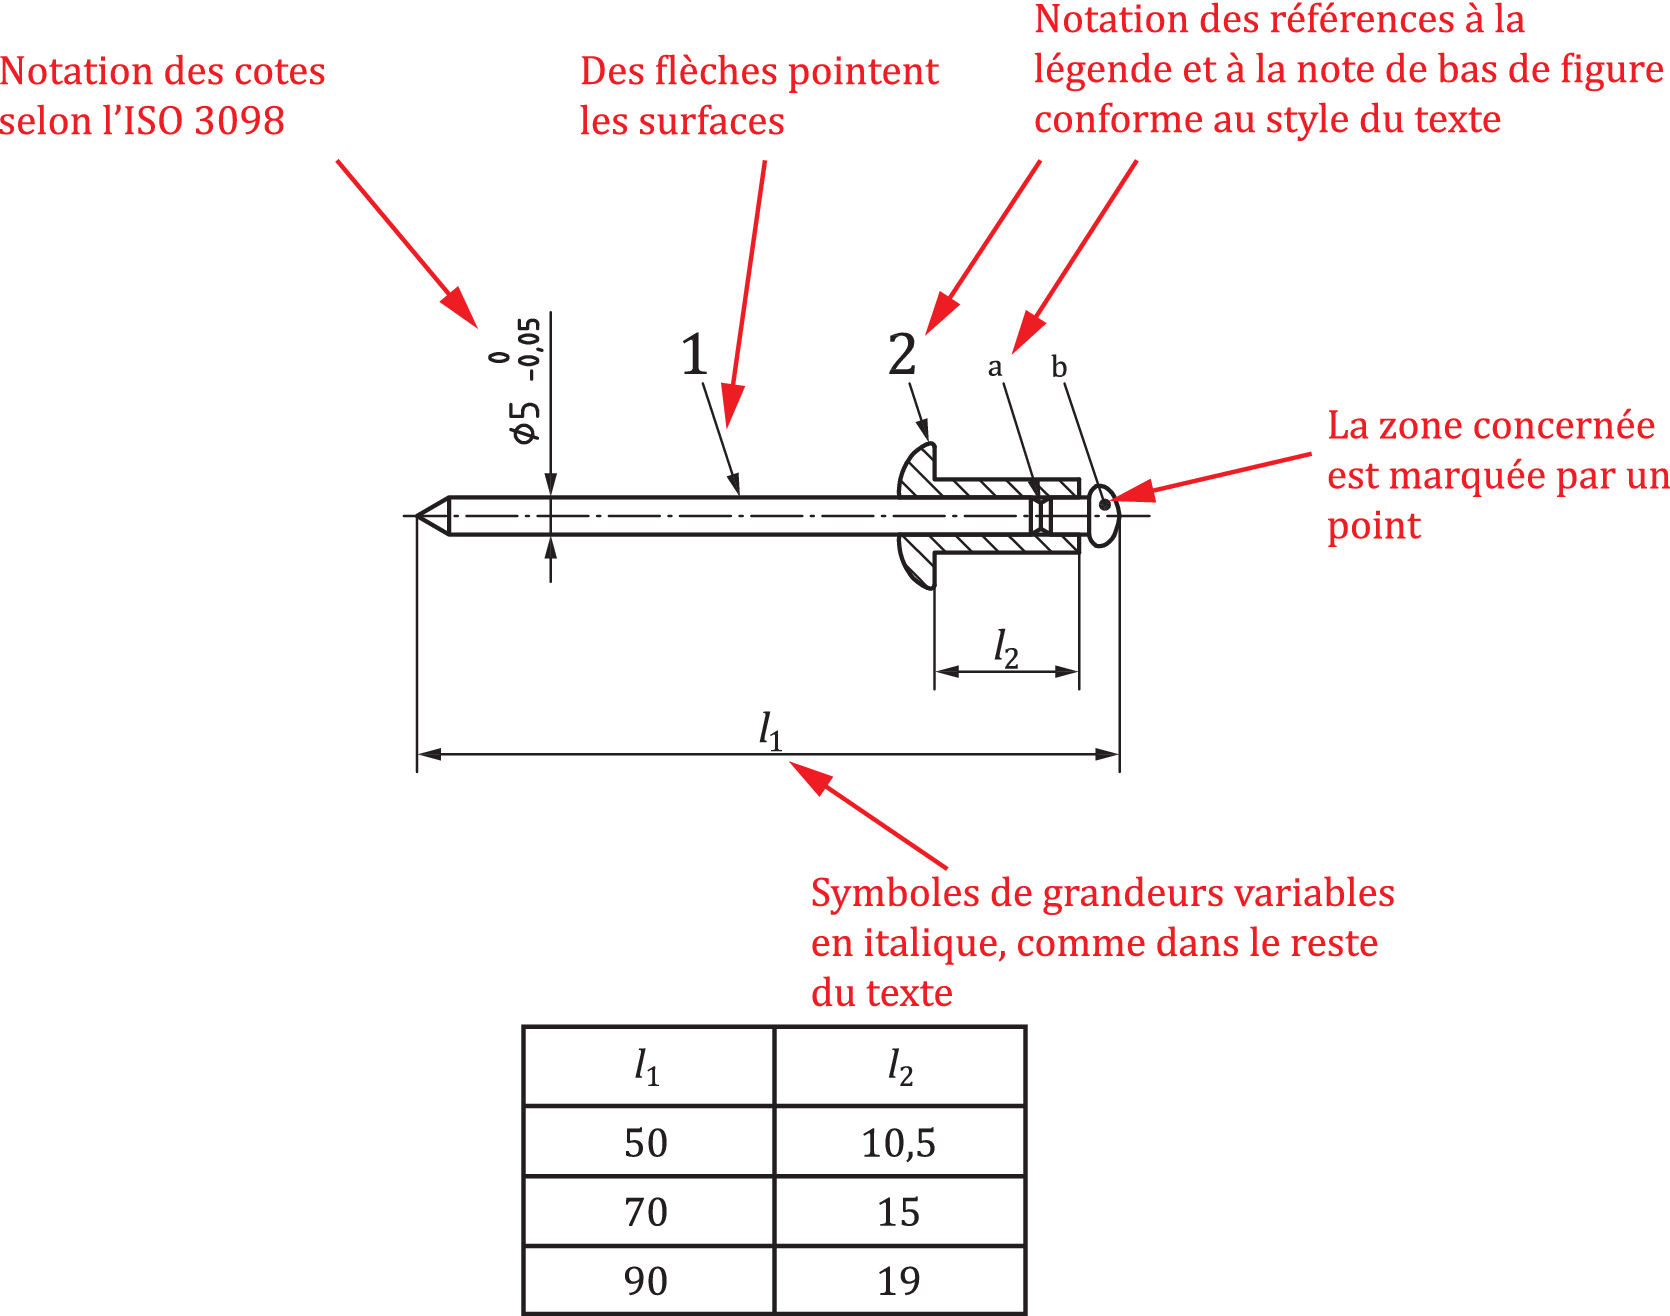 Notation des cotes
selon l’ISO 3098
Des flèches pointent
les surfaces
Notation des références à la
légende et à la note de bas de figure
conforme au style du texte
ϕ5 0 -0,05
1
2
a
b
La zone concernée
est marquée par un
point
l2
l1
Symboles de grandeurs variables
en italique, comme dans le reste
du texte
l1 l2
50 10,5
70 15
90 19